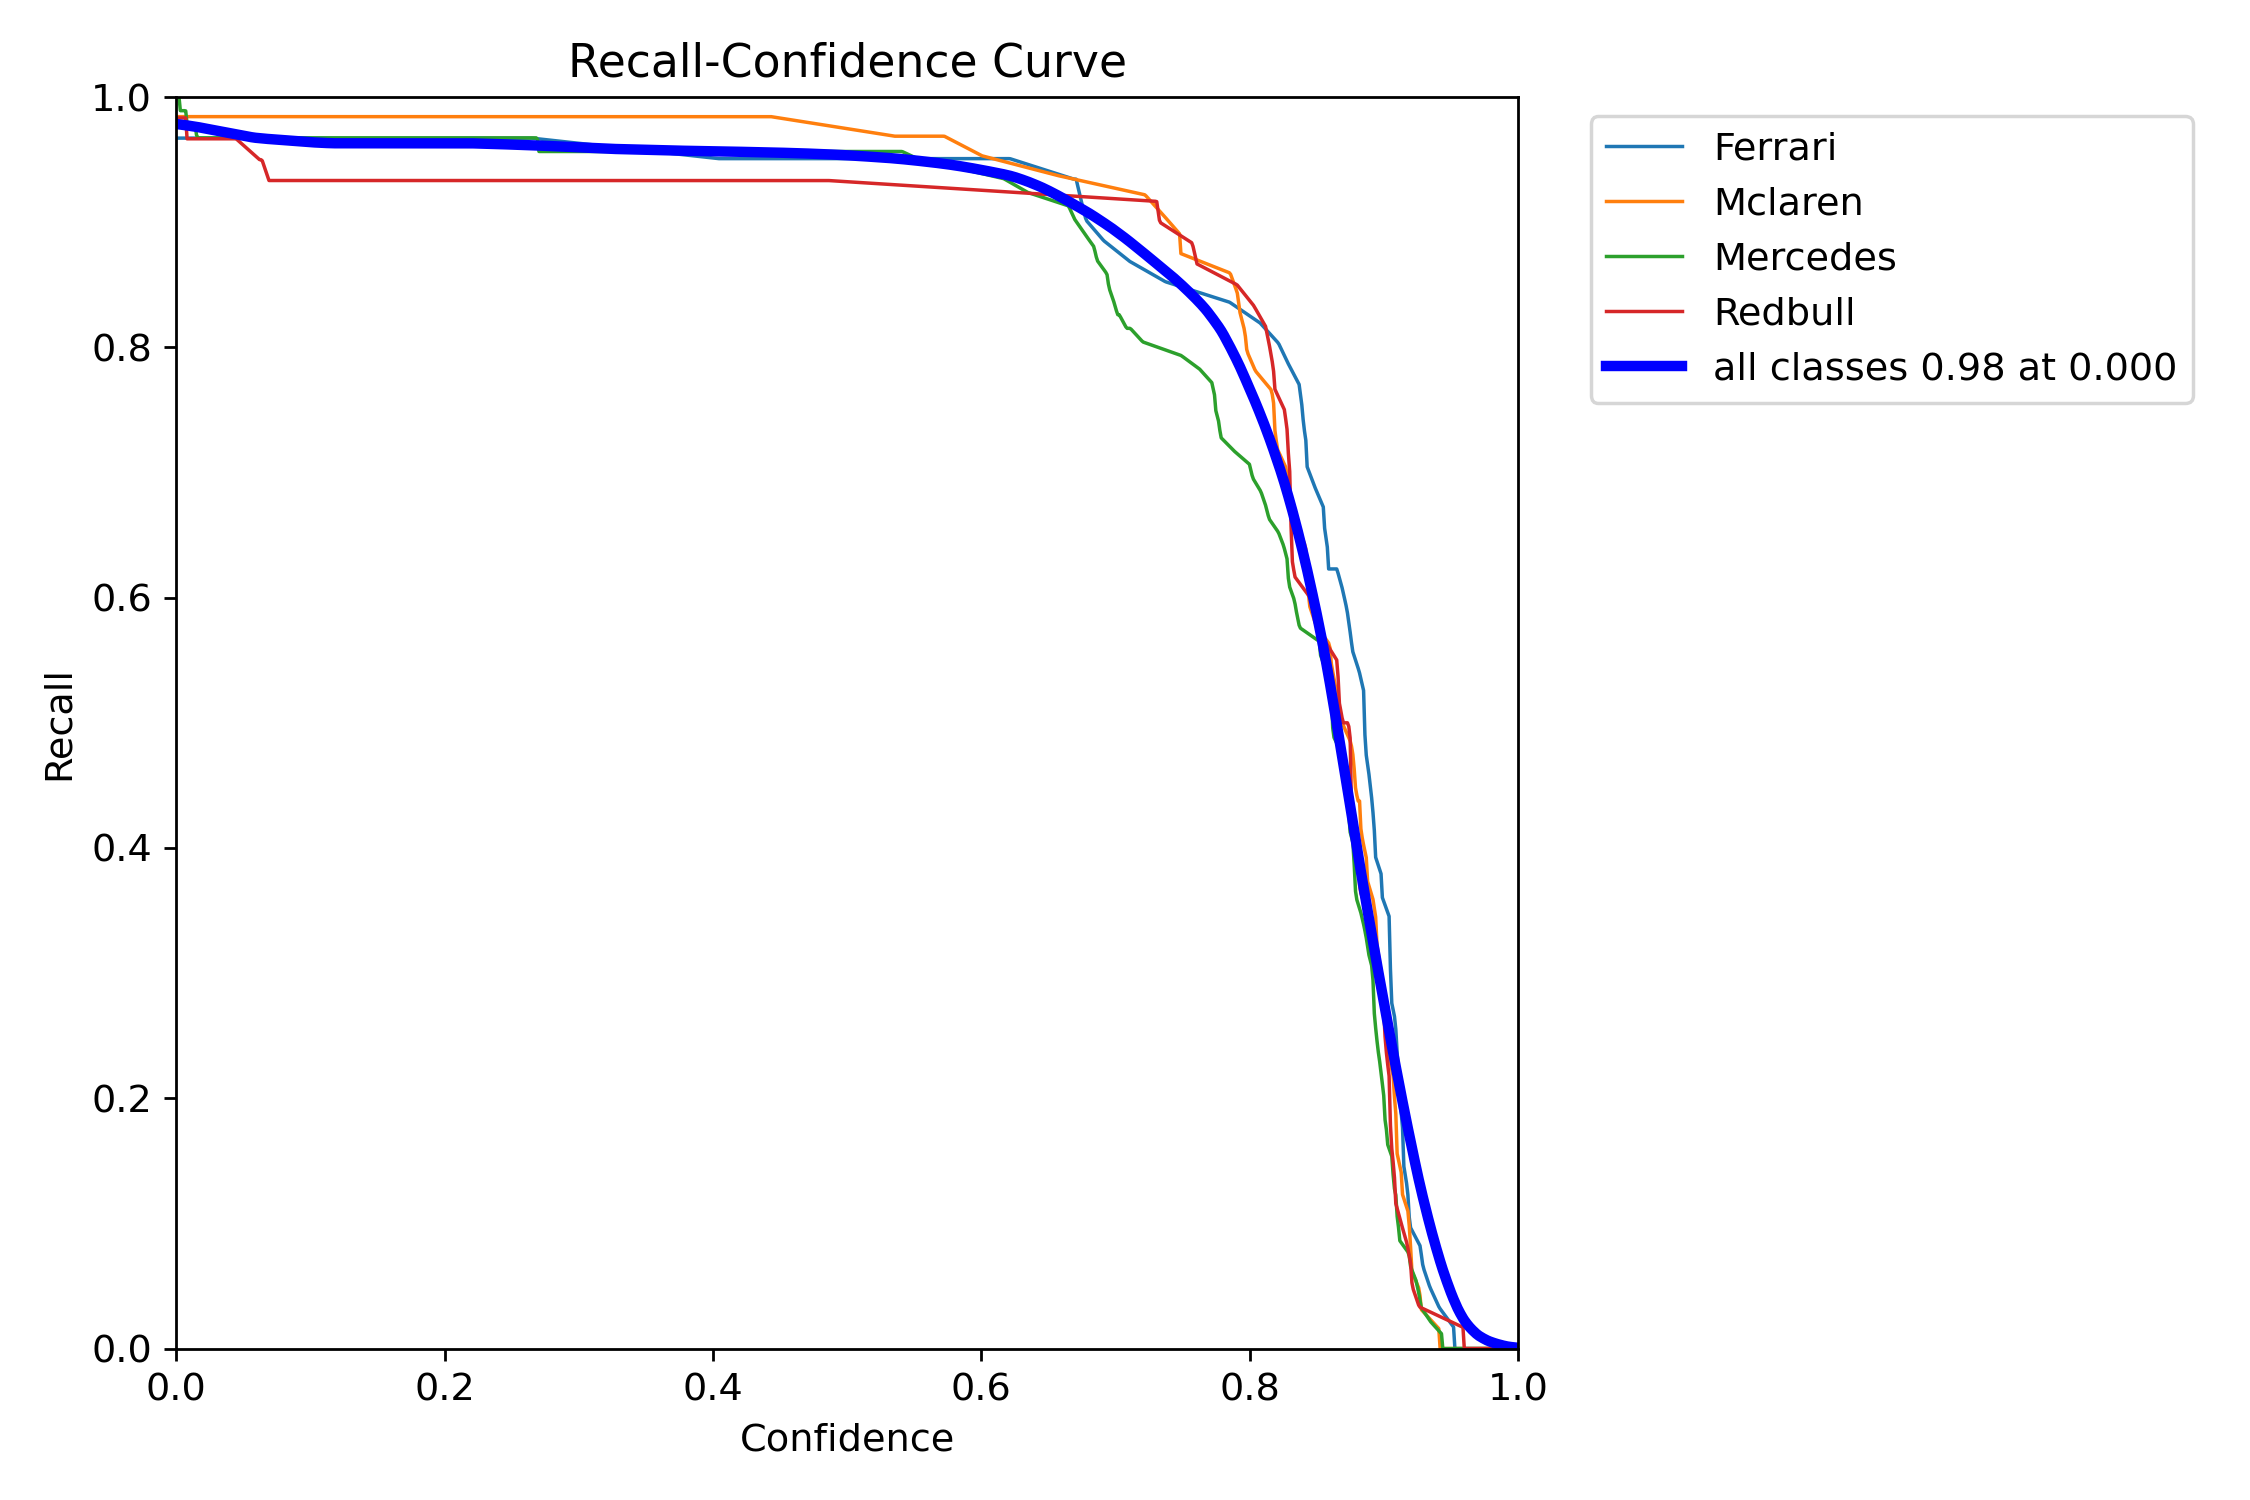 Recall-Confidence Curve
1.0
0.8
0.6
0.4
0.2
0.0
Recall
0.0 0.2 0.4 0.6 0.8 1.0
Confidence
Ferrari
Mclaren
Mercedes
Redbull
all classes 0.98 at 0.000